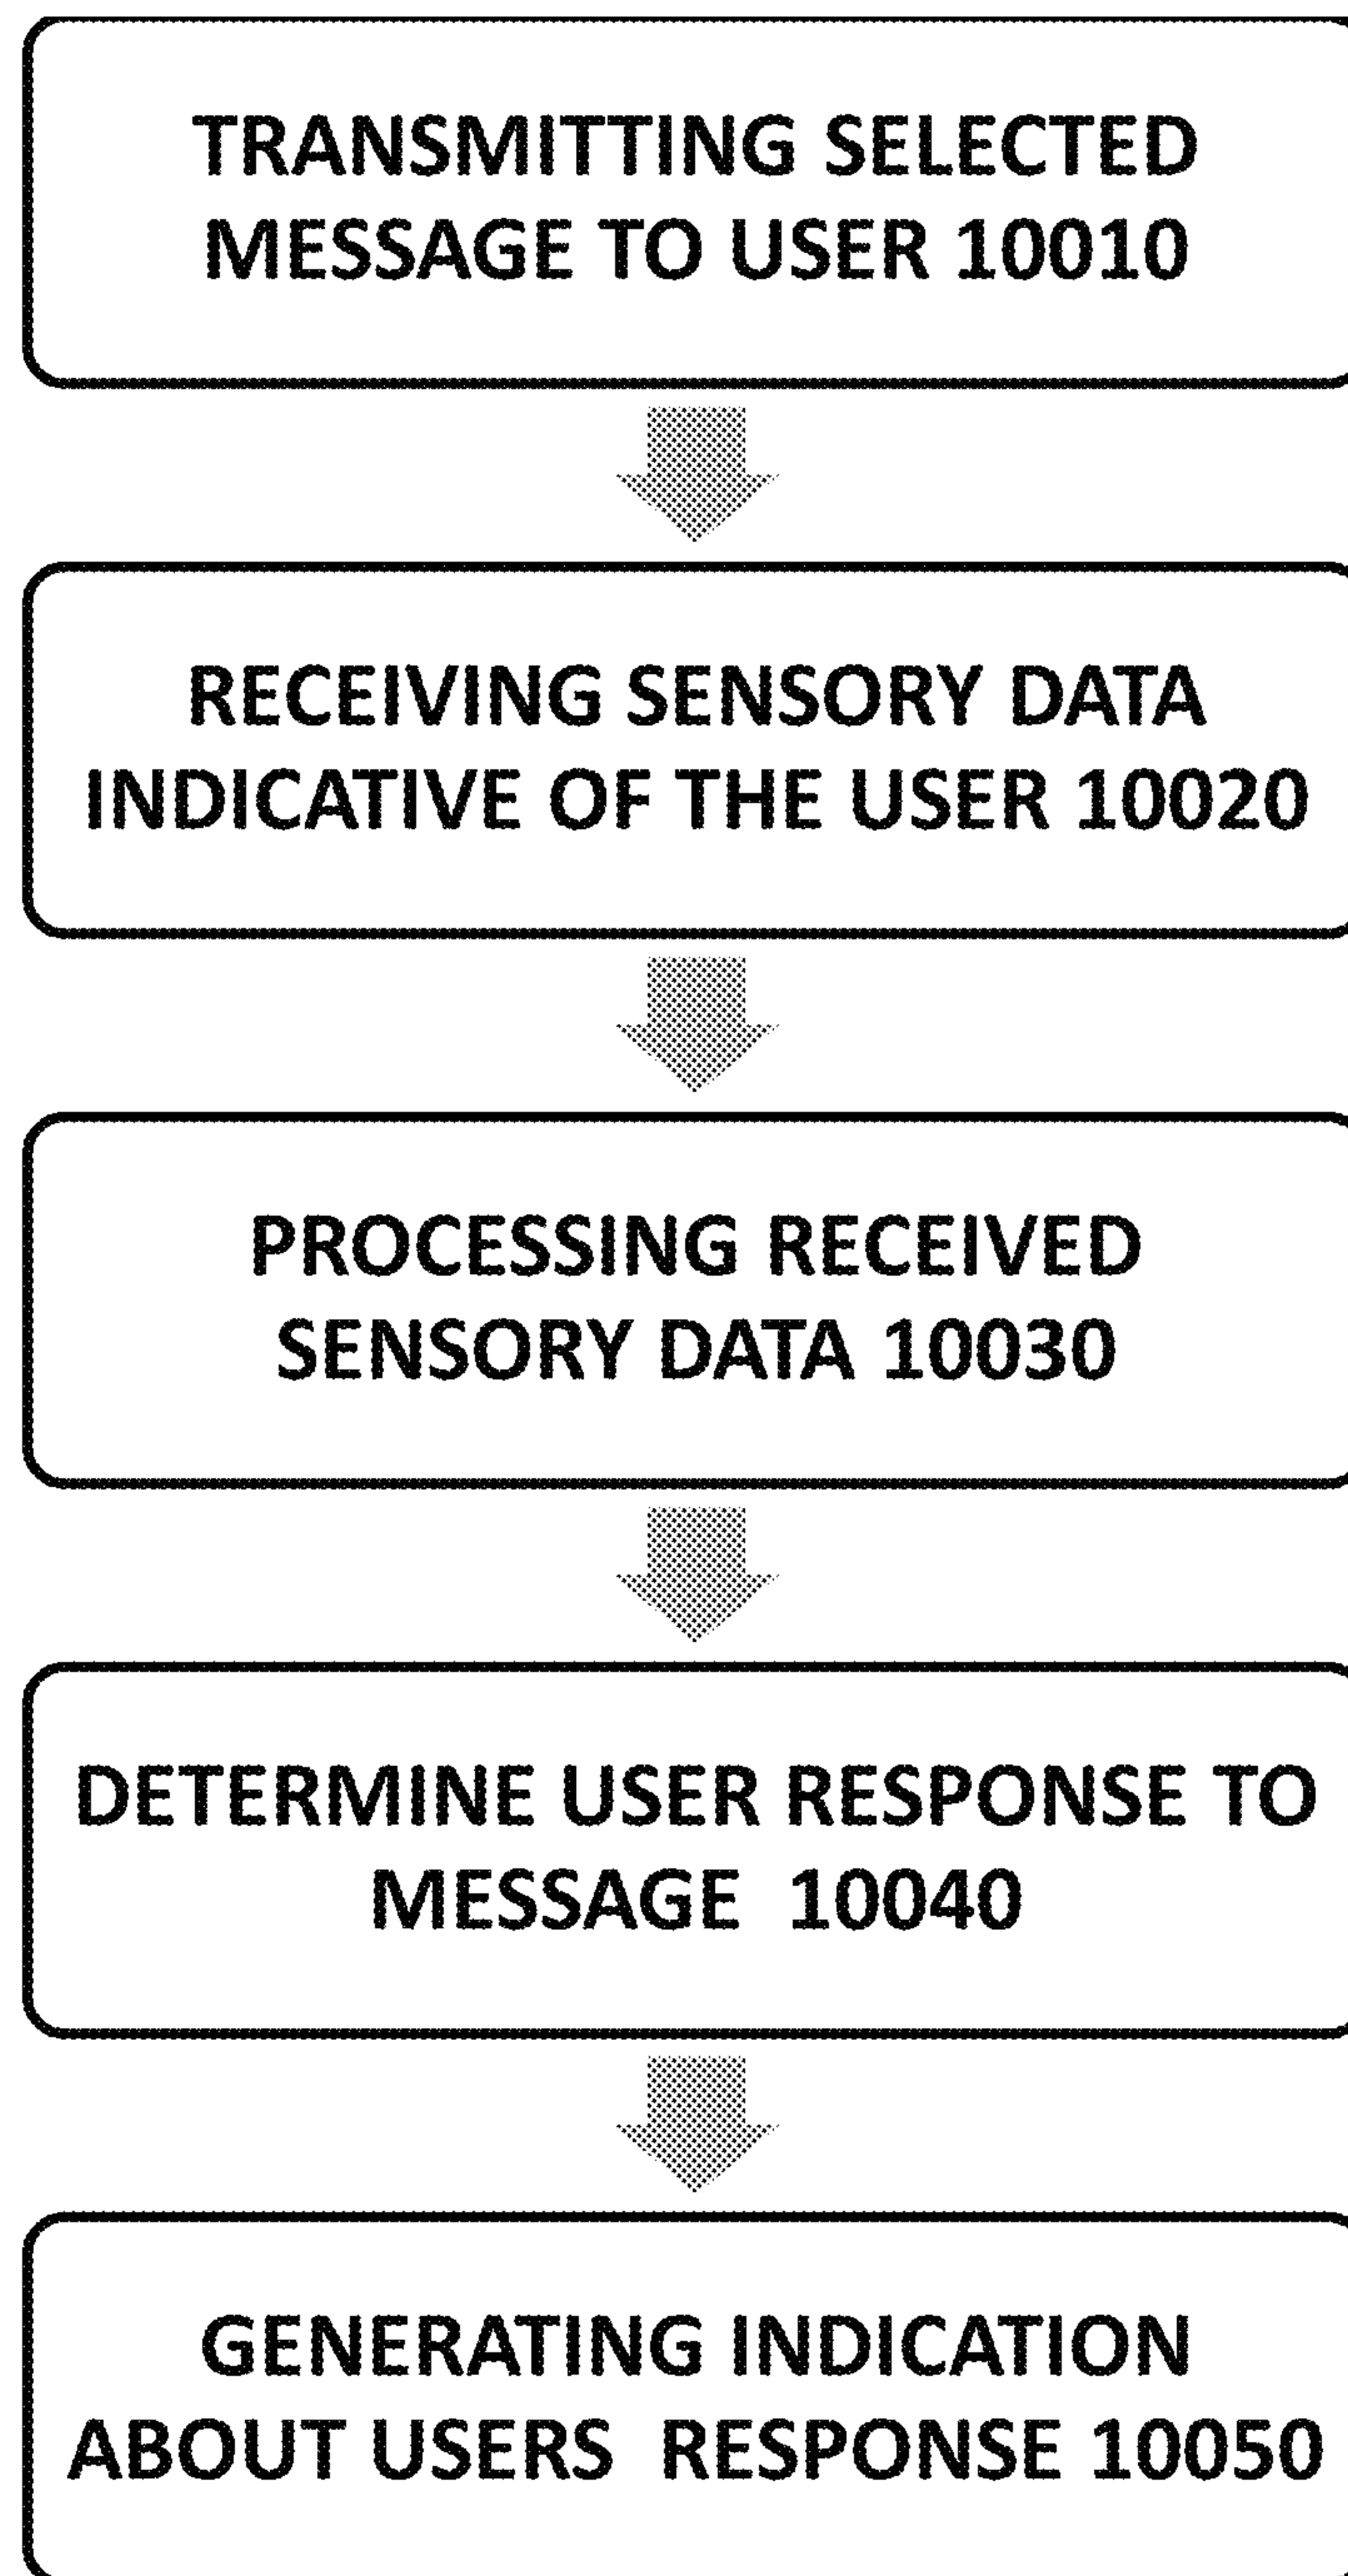 TRANSMITTING SELECTED
MESSAGE TO USER 10010
RECEIVING SENSORY DATA
INDICATIVE OF THE USER 10020
PROCESSING RECEIVED
SENSORY DATA 10030
DETERMINE USER RESPONSE TO
MESSAGE  10040
GENERATING INDICATION
ABOUT USERS  RESPONSE 10050